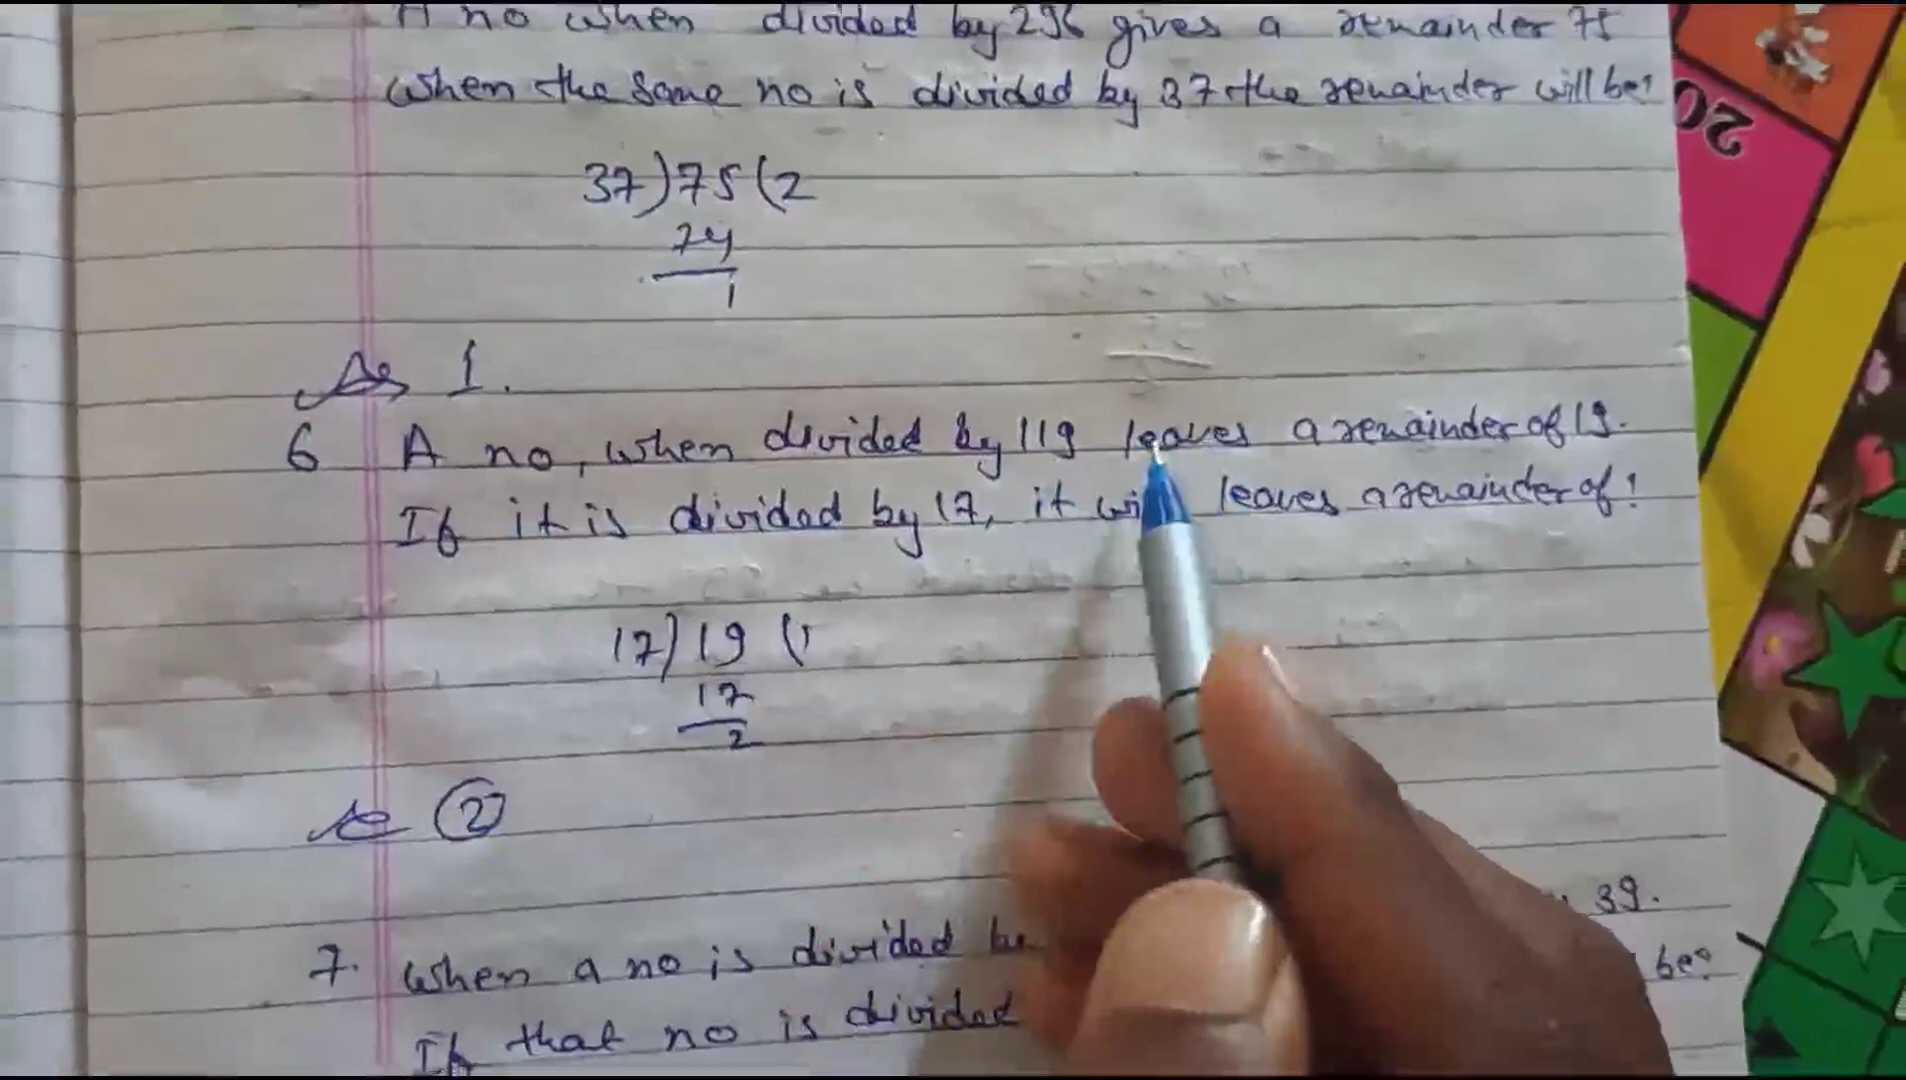 A no when divided by 296 gives a remainder 75
When the same no is divided by 37 the remainder will be?
37)75(2
74
1
Ans 1.
6 A no, when divided by 119 leaves a remainder of 19.
If it is divided by 17, it wi leaves a remainder of?
17)19(1
17
2
Ans 2
7. When a no is divided 39.
If that no is divided be?
20